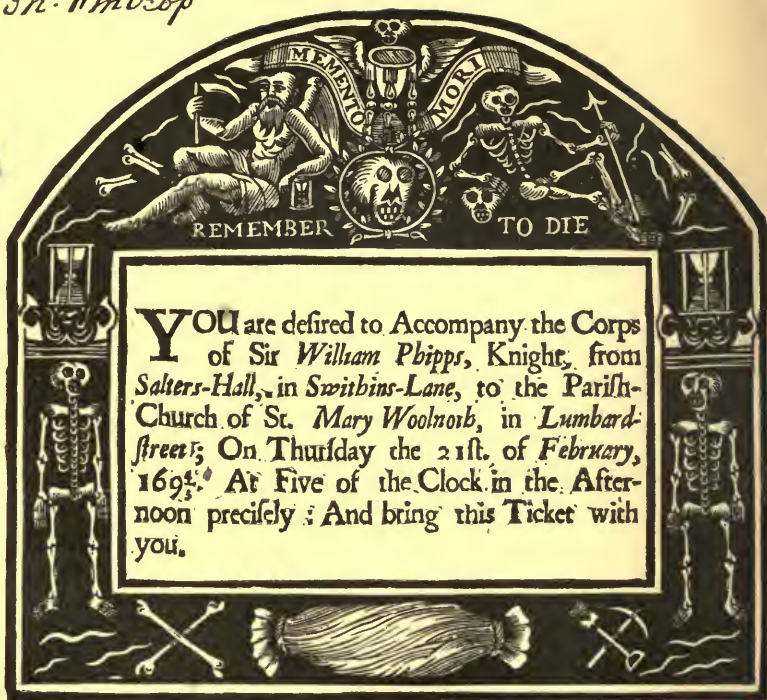 MEMENTO MORI
REMEMBER TO DIE
YOU are deſired to Accompany the Corps
of Sir William Phipps, Knight, from
Salters-Hall, in Swithins-Lane, to the Pariſh-
Church of St. Mary Woolnoth, in Lumbard-
ſtreet; On Thurſday the 21ſt. of February,
169⅘. At Five of the Clock in the After-
noon preciſely : And bring this Ticket with
you.